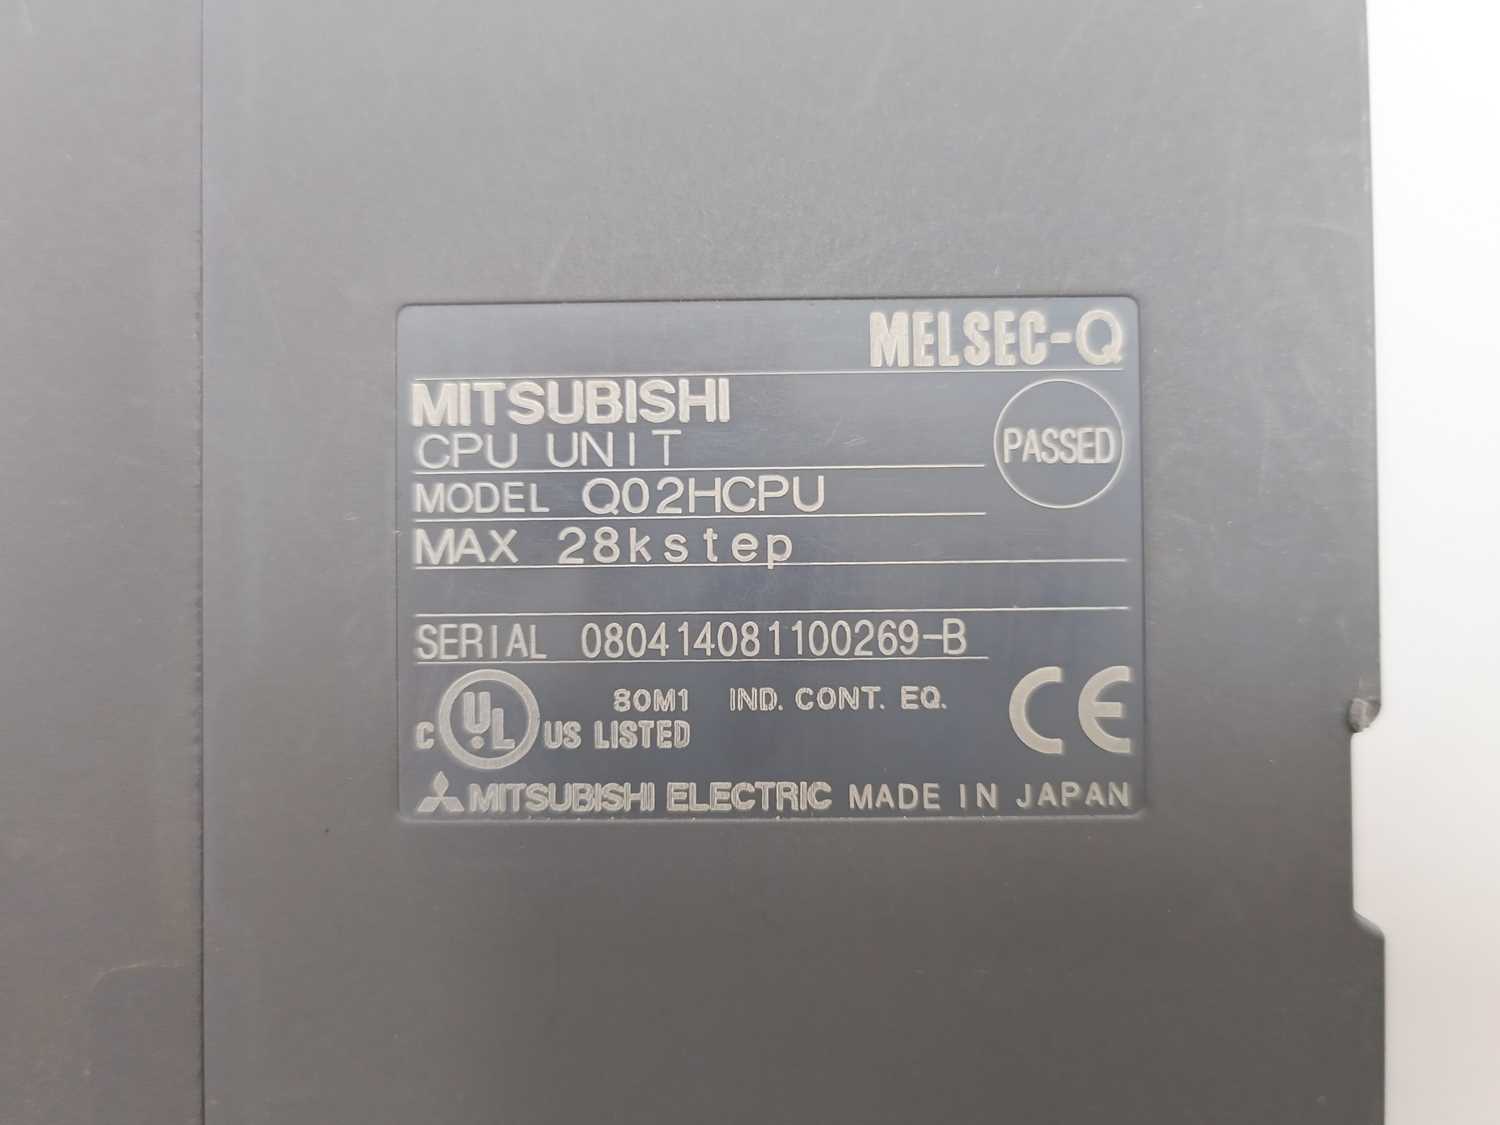 MELSEC-Q
MITSUBISHI
CPU UNIT
PASSED
MODEL Q02HCPU
MAX 28kstep
SERIAL 080414081100269-B
80M1 IND. CONT. EQ.
C UL US LISTED
CE
MITSUBISHI ELECTRIC MADE IN JAPAN